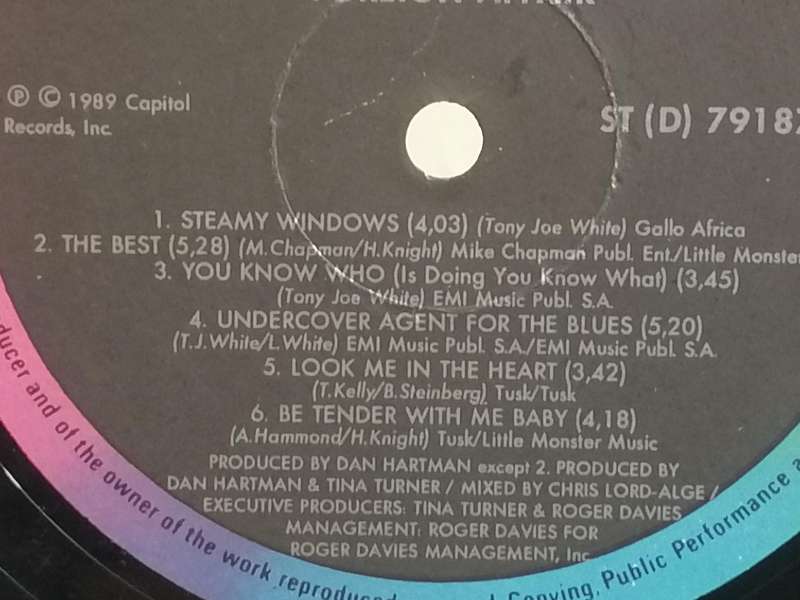 ℗ © 1989 Capitol
Records, Inc.
ST (D) 79187
1. STEAMY WINDOWS (4,03) (Tony Joe White) Gallo Africa
2. THE BEST (5,28) (M.Chapman/H.Knight) Mike Chapman Publ. Ent./Little Monster
3. YOU KNOW WHO (Is Doing You Know What) (3,45)
(Tony Joe White) EMI Music Publ. S.A.
4. UNDERCOVER AGENT FOR THE BLUES (5,20)
(T.J.White/L.White) EMI Music Publ. S.A./EMI Music Publ. S.A.
5. LOOK ME IN THE HEART (3,42)
(T.Kelly/B.Steinberg) Tusk/Tusk
6. BE TENDER WITH ME BABY (4,18)
(A.Hammond/H.Knight) Tusk/Little Monster Music
PRODUCED BY DAN HARTMAN except 2. PRODUCED BY
DAN HARTMAN & TINA TURNER / MIXED BY CHRIS LORD-ALGE /
EXECUTIVE PRODUCERS: TINA TURNER & ROGER DAVIES
MANAGEMENT: ROGER DAVIES FOR
ROGER DAVIES MANAGEMENT, Inc.
ducer and of the owner of the work reproduced Copying, Public Performance a